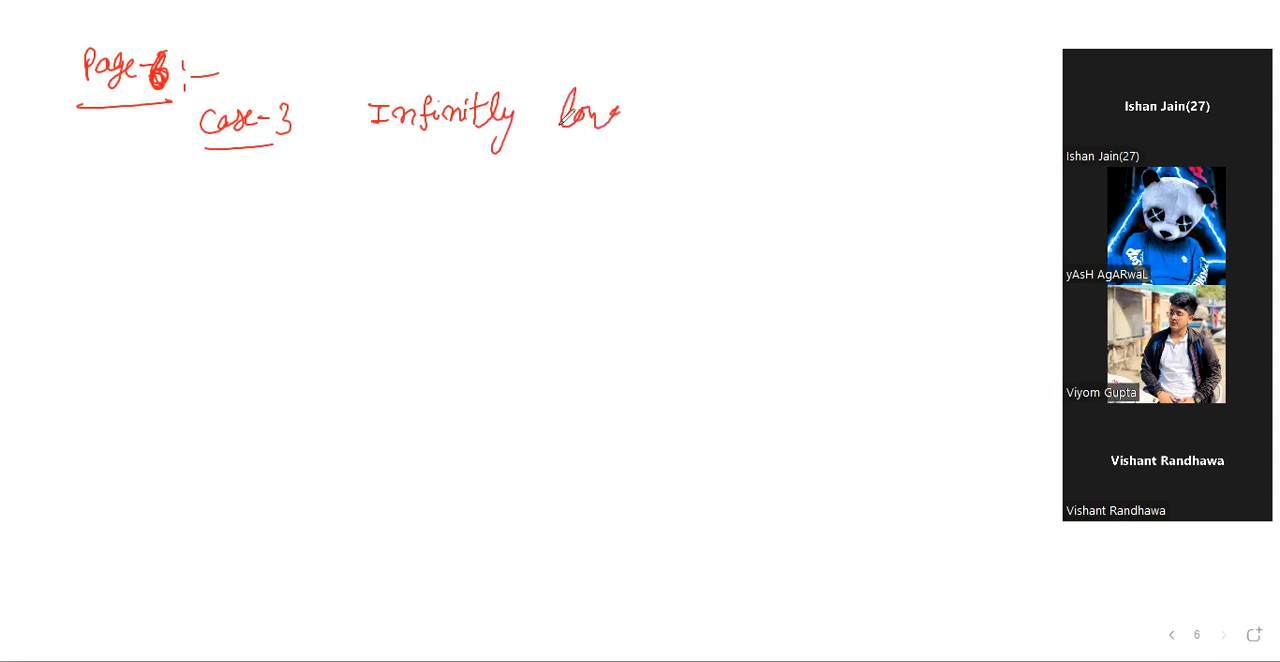 Page-6 :-
Case-3 Infinitly
Ishan Jain(27)
Ishan Jain(27)
yAsH AgARwaL
Viyom Gupta
Vishant Randhawa
Vishant Randhawa
6